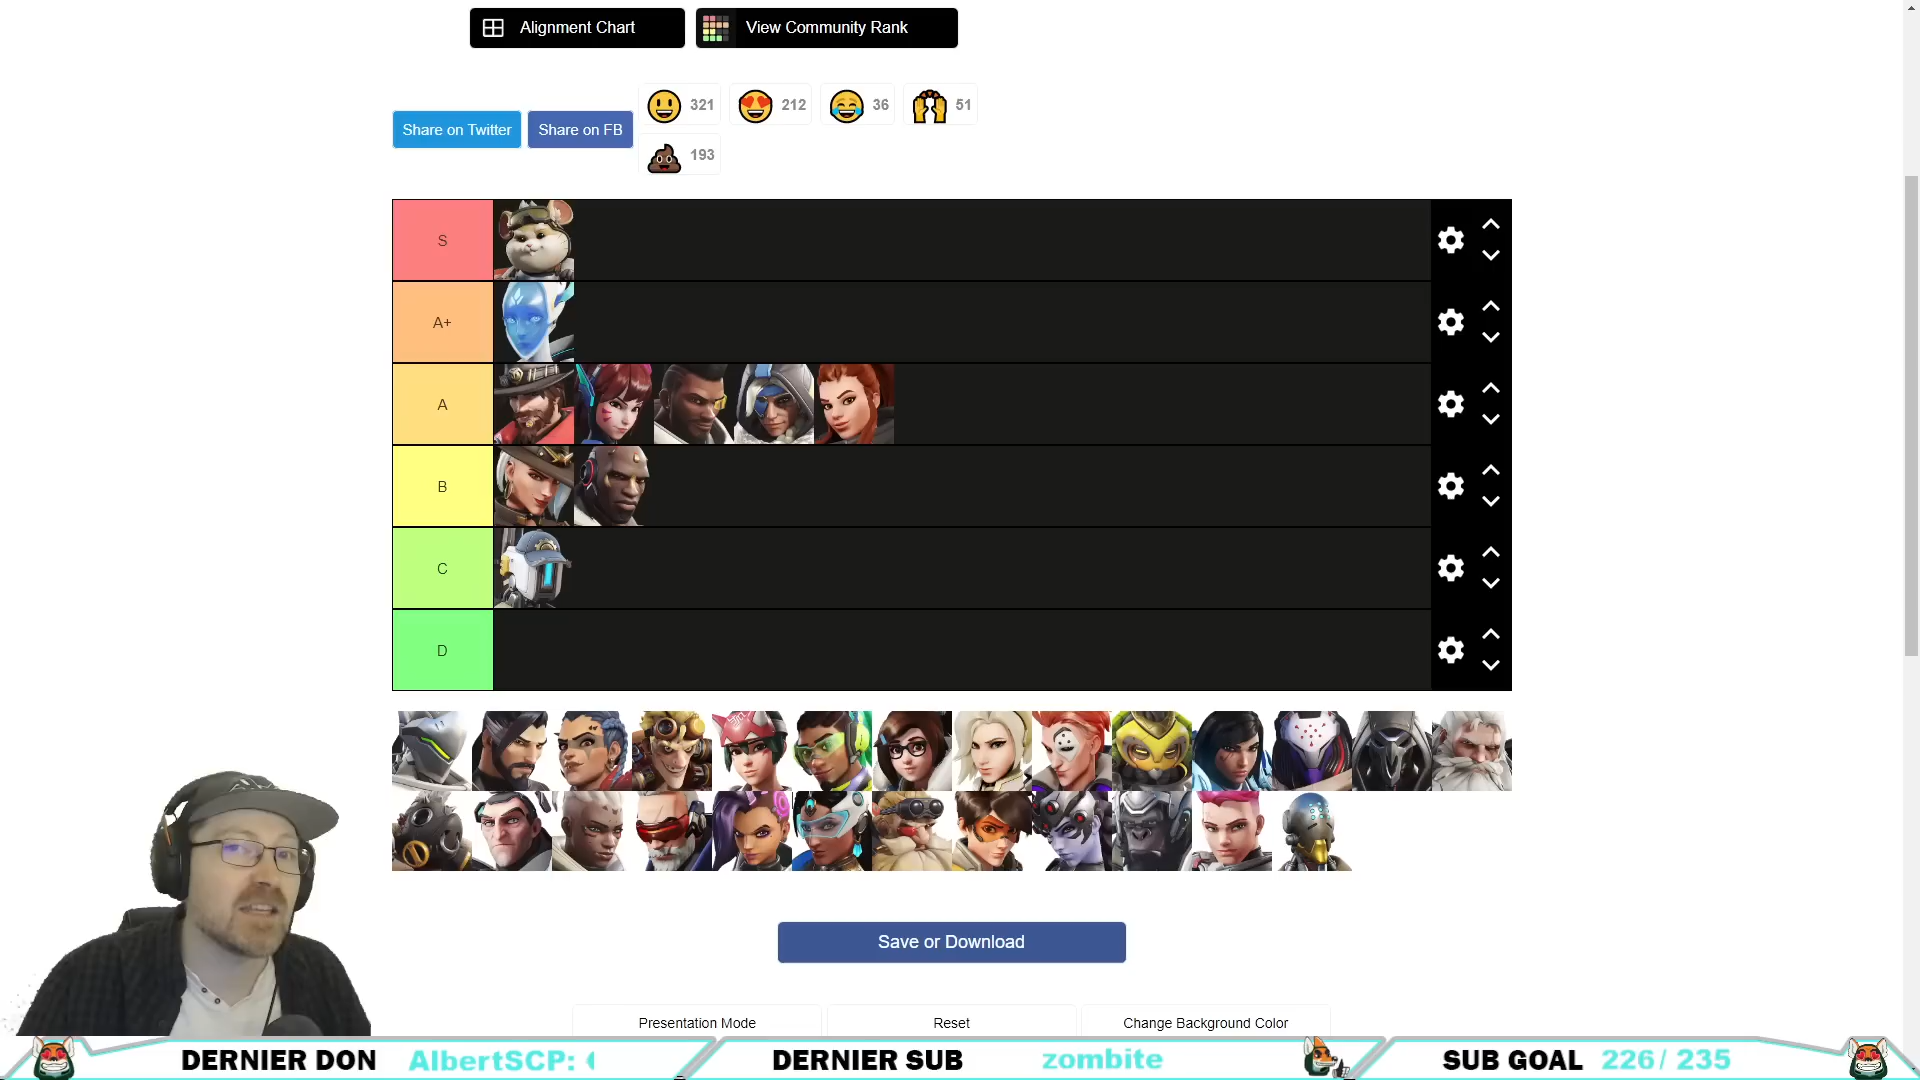 Alignment Chart
View Community Rank
Share on Twitter
Share on FB
321
212
36
51
193
S
A+
A
B
C
D
Save or Download
Presentation Mode
Reset
Change Background Color
DERNIER DON AlbertSCP:
DERNIER SUB zombite
SUB GOAL 226 / 235